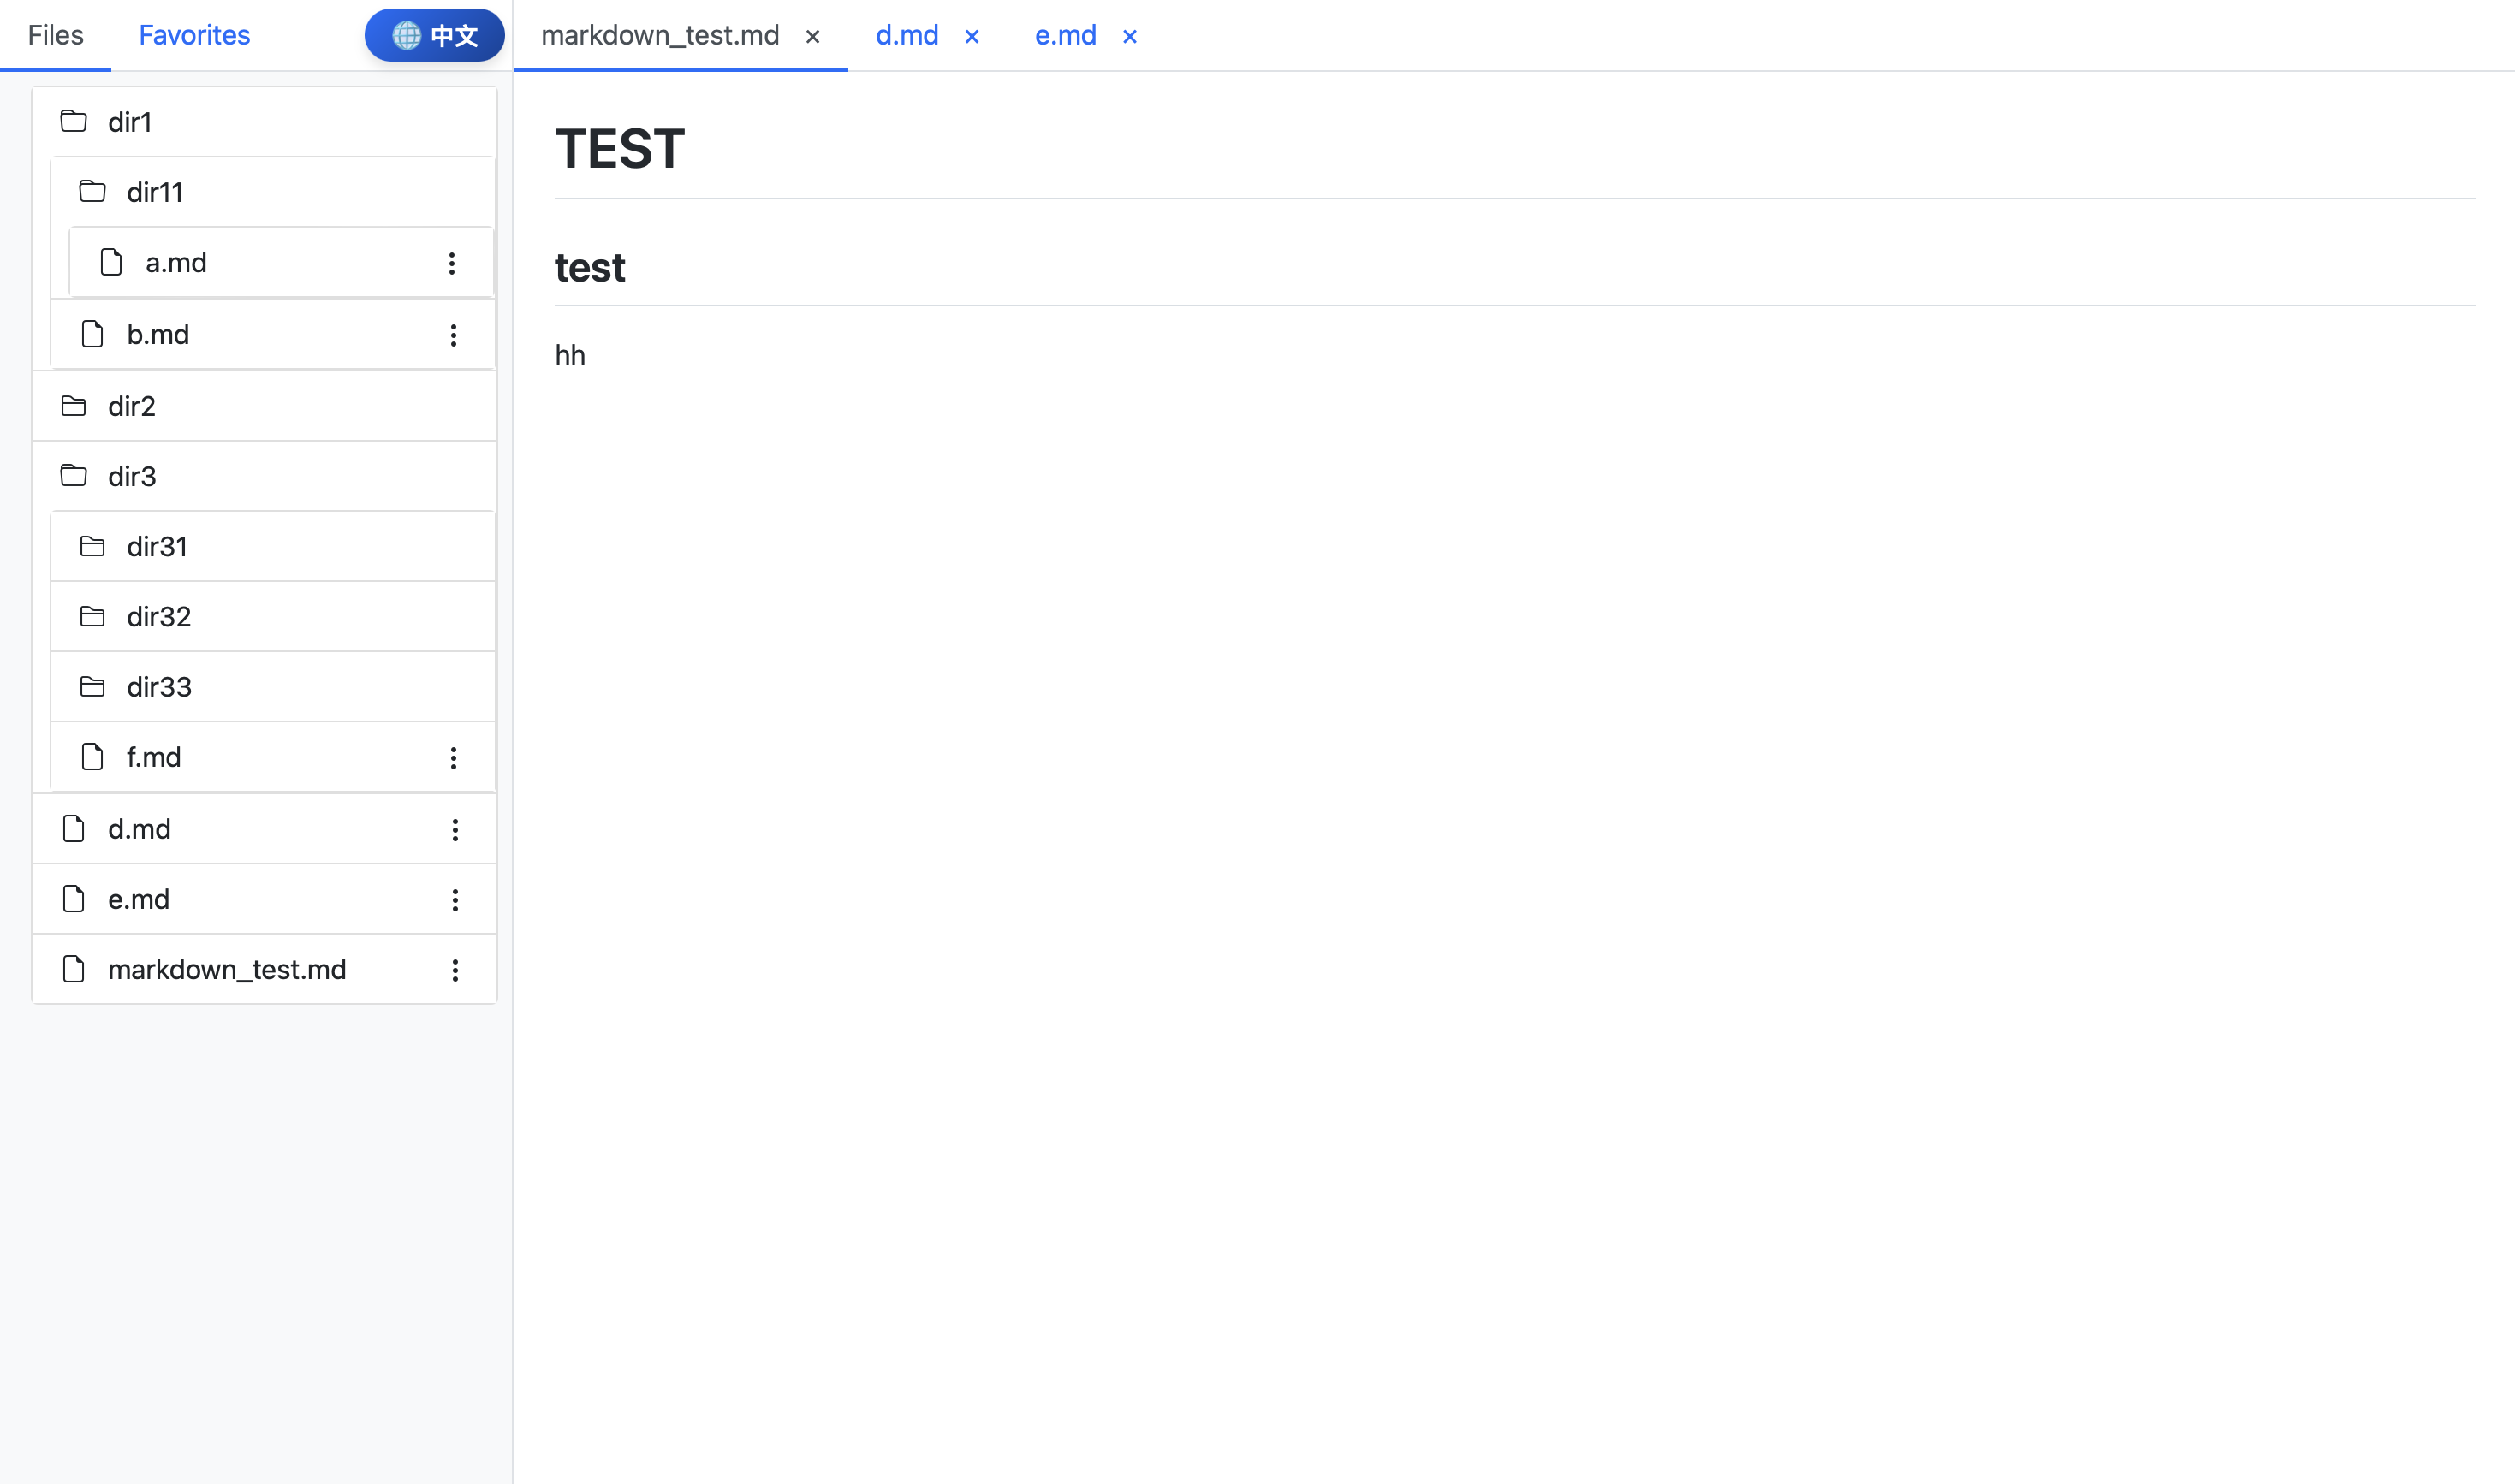 Files Favorites 中文
dir1
dir11
a.md
b.md
dir2
dir3
dir31
dir32
dir33
f.md
d.md
e.md
markdown_test.md
markdown_test.md × d.md × e.md ×
TEST
test
hh